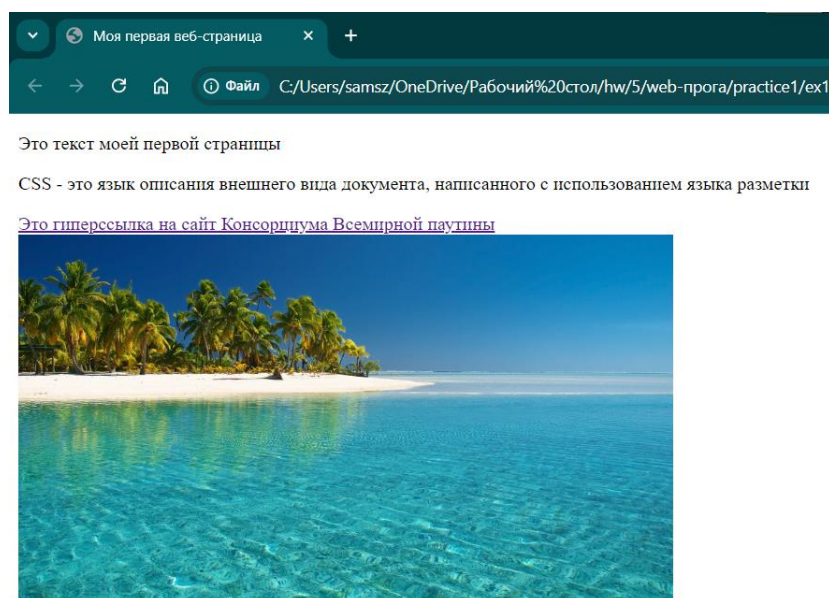 Моя первая веб-страница
Файл C:/Users/samsz/OneDrive/Рабочий%20стол/hw/5/web-прога/practice1/ex1
Это текст моей первой страницы
CSS - это язык описания внешнего вида документа, написанного с использованием языка разметки
Это гиперссылка на сайт Консорциума Всемирной паутины